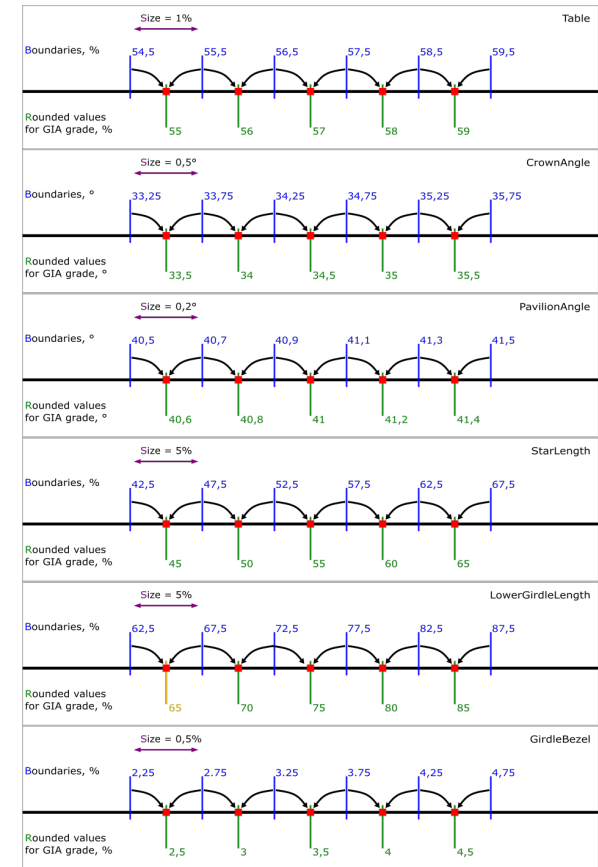 Size = 1%
Table
Boundaries, %
54,5 55,5 56,5 57,5 58,5 59,5
Rounded values
for GIA grade, %
55 56 57 58 59
Size = 0,5°
CrownAngle
Boundaries, °
33,25 33,75 34,25 34,75 35,25 35,75
Rounded values
for GIA grade, °
33,5 34 34,5 35 35,5
Size = 0,2°
PavilionAngle
Boundaries, °
40,5 40,7 40,9 41,1 41,3 41,5
Rounded values
for GIA grade, °
40,6 40,8 41 41,2 41,4
Size = 5%
StarLength
Boundaries, %
42,5 47,5 52,5 57,5 62,5 67,5
Rounded values
for GIA grade, %
45 50 55 60 65
Size = 5%
LowerGirdleLength
Boundaries, %
62,5 67,5 72,5 77,5 82,5 87,5
Rounded values
for GIA grade, %
65 70 75 80 85
Size = 0,5%
GirdleBezel
Boundaries, %
2,25 2.75 3.25 3.75 4,25 4,75
Rounded values
for GIA grade, %
2,5 3 3,5 4 4,5